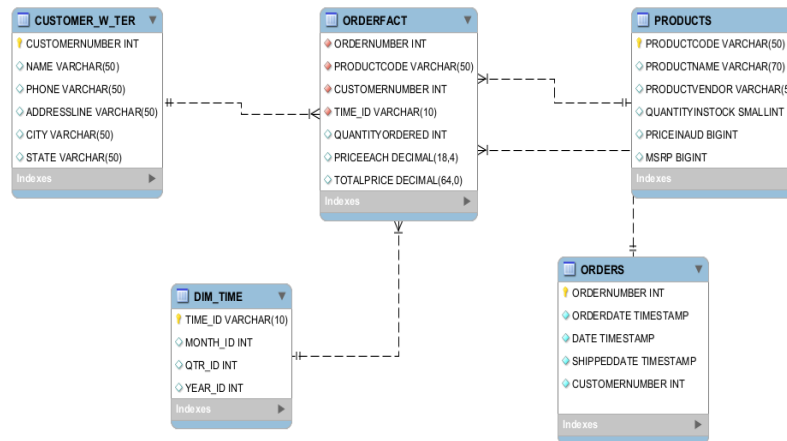 CUSTOMER_W_TER
CUSTOMERNUMBER INT
NAME VARCHAR(50)
PHONE VARCHAR(50)
ADDRESSLINE VARCHAR(50)
CITY VARCHAR(50)
STATE VARCHAR(50)
Indexes
ORDERFACT
ORDERNUMBER INT
PRODUCTCODE VARCHAR(50)
CUSTOMERNUMBER INT
TIME_ID VARCHAR(10)
QUANTITYORDERED INT
PRICEEACH DECIMAL(18,4)
TOTALPRICE DECIMAL(64,0)
Indexes
PRODUCTS
PRODUCTCODE VARCHAR(50)
PRODUCTNAME VARCHAR(70)
PRODUCTVENDOR
QUANTITYINSTOCK SMALLINT
PRICEINAUD BIGINT
MSRP BIGINT
Indexes
DIM_TIME
TIME_ID VARCHAR(10)
MONTH_ID INT
QTR_ID INT
YEAR_ID INT
Indexes
ORDERS
ORDERNUMBER INT
ORDERDATE TIMESTAMP
DATE TIMESTAMP
SHIPPEDDATE TIMESTAMP
CUSTOMERNUMBER INT
Indexes